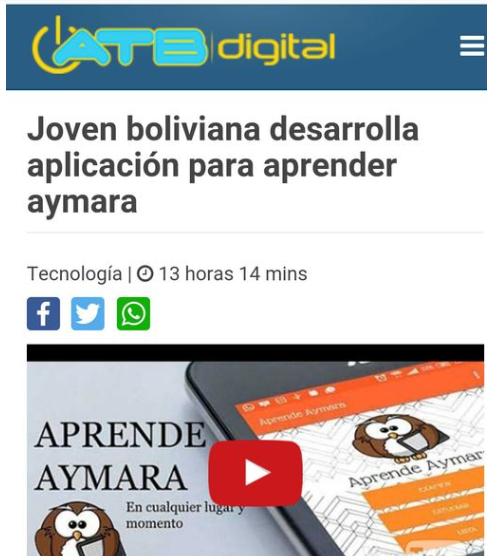 ATB digital
Joven boliviana desarrolla
aplicación para aprender
aymara
Tecnología | 13 horas 14 mins
APRENDE
AYMARA
En cualquier lugar y
momento
Aprende Aymara
Aprende Aymar